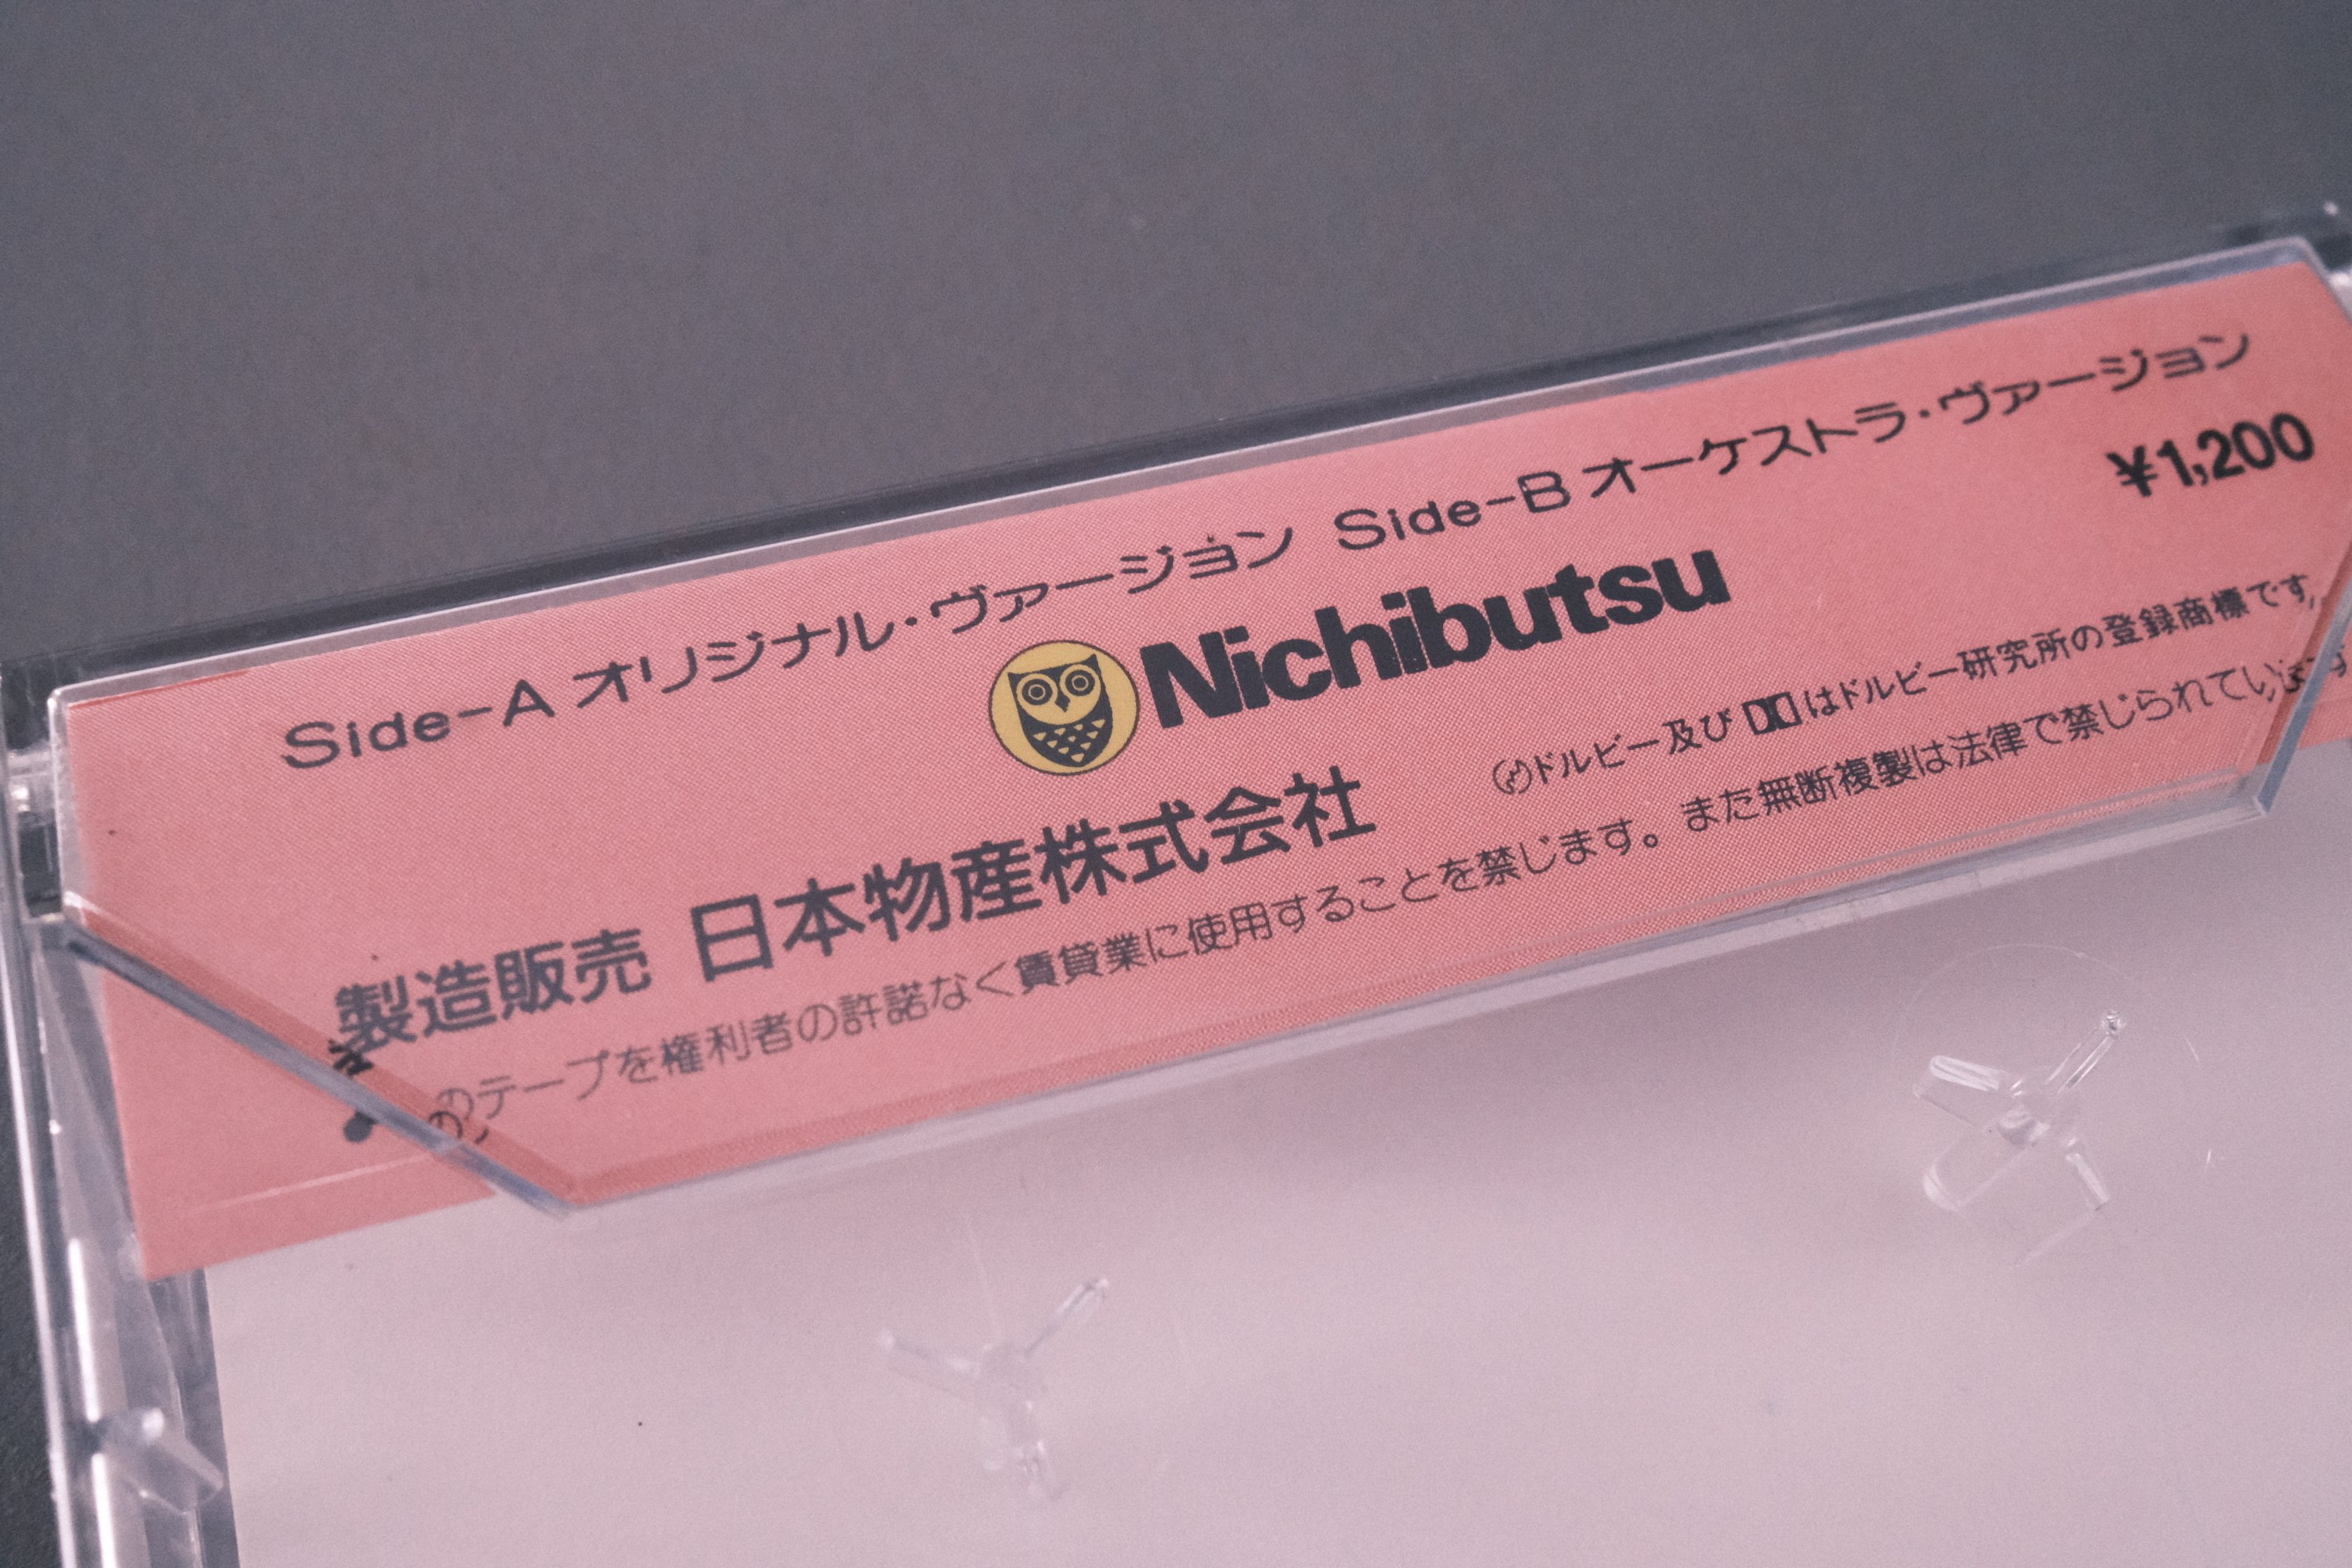 Side-A オリジナル・ヴァージョン Side-B オーケストラ・ヴァージョン
¥1,200
Nichibutsu
製造販売 日本物産株式会社
ドルビー及び はドルビー研究所の登録商標です
のテープを権利者の許諾なく賃貸業に使用することを禁じます。また無断複製は法律で禁じられています